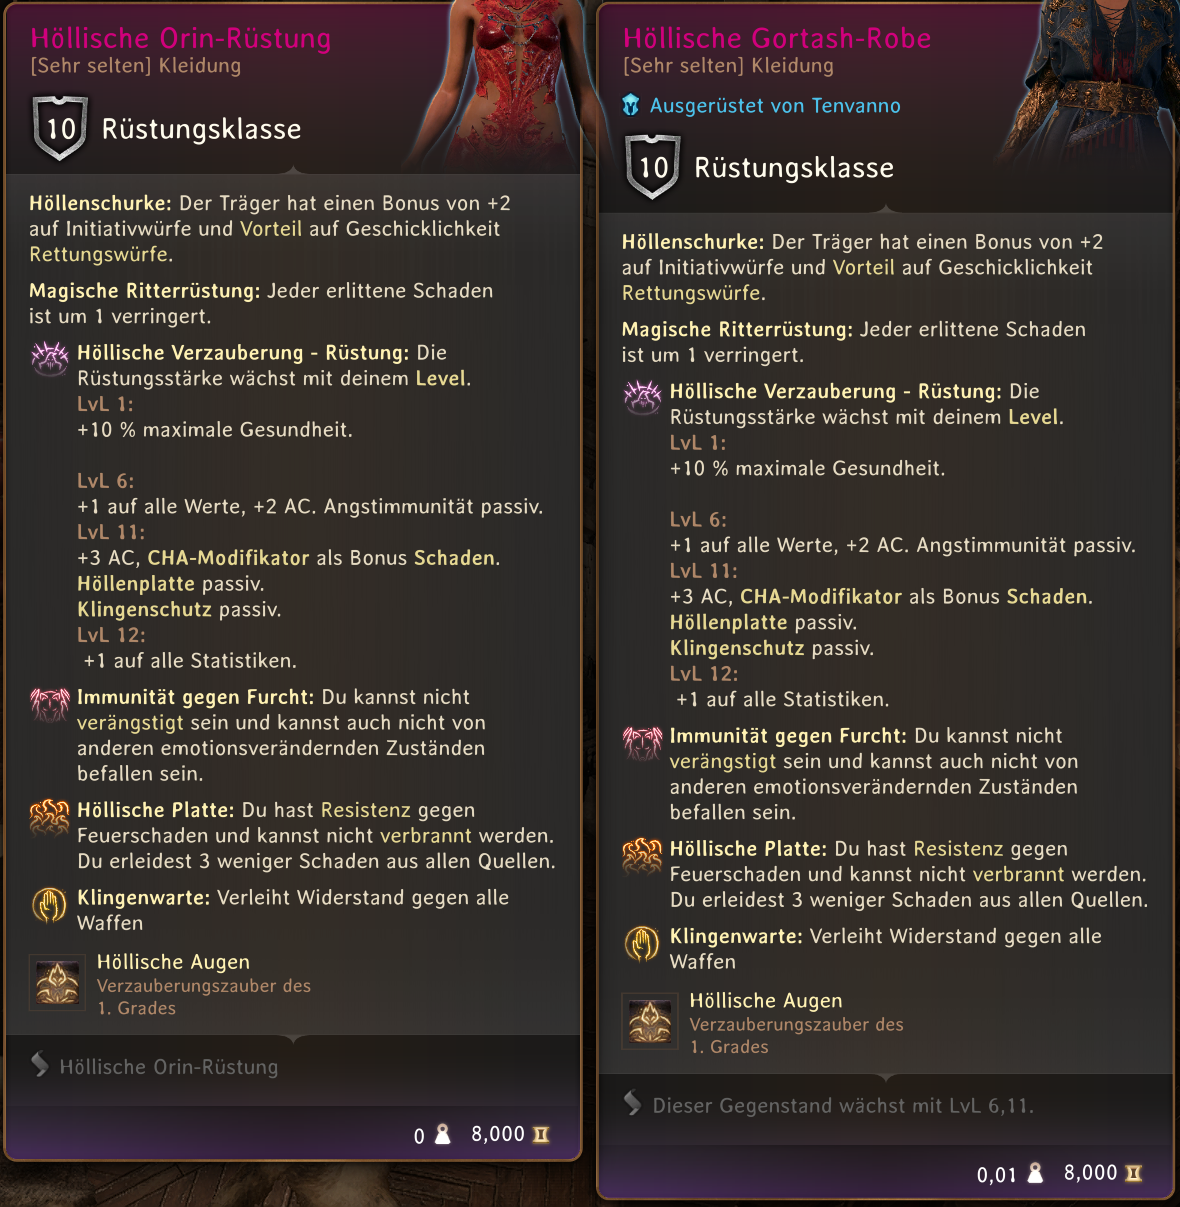 Höllische Orin-Rüstung
[Sehr selten] Kleidung
10 Rüstungsklasse
Höllenschurke: Der Träger hat einen Bonus von +2
auf Initiativwürfe und Vorteil auf Geschicklichkeit
Rettungswürfe.
Magische Ritterrüstung: Jeder erlittene Schaden
ist um 1 verringert.
Höllische Verzauberung - Rüstung: Die
Rüstungsstärke wächst mit deinem Level.
LvL 1:
+10 % maximale Gesundheit.
LvL 6:
+1 auf alle Werte, +2 AC. Angstimmunität passiv.
LvL 11:
+3 AC, CHA-Modifikator als Bonus Schaden.
Höllenplatte passiv.
Klingenschutz passiv.
LvL 12:
+1 auf alle Statistiken.
Immunität gegen Furcht: Du kannst nicht
verängstigt sein und kannst auch nicht von
anderen emotionsverändernden Zuständen
befallen sein.
Höllische Platte: Du hast Resistenz gegen
Feuerschaden und kannst nicht verbrannt werden.
Du erleidest 3 weniger Schaden aus allen Quellen.
Klingenwarte: Verleiht Widerstand gegen alle
Waffen
Höllische Augen
Verzauberungszauber des
1. Grades
Höllische Orin-Rüstung
0 8,000
Höllische Gortash-Robe
[Sehr selten] Kleidung
Ausgerüstet von Tenvanno
10 Rüstungsklasse
Höllenschurke: Der Träger hat einen Bonus von +2
auf Initiativwürfe und Vorteil auf Geschicklichkeit
Rettungswürfe.
Magische Ritterrüstung: Jeder erlittene Schaden
ist um 1 verringert.
Höllische Verzauberung - Rüstung: Die
Rüstungsstärke wächst mit deinem Level.
LvL 1:
+10 % maximale Gesundheit.
LvL 6:
+1 auf alle Werte, +2 AC. Angstimmunität passiv.
LvL 11:
+3 AC, CHA-Modifikator als Bonus Schaden.
Höllenplatte passiv.
Klingenschutz passiv.
LvL 12:
+1 auf alle Statistiken.
Immunität gegen Furcht: Du kannst nicht
verängstigt sein und kannst auch nicht von
anderen emotionsverändernden Zuständen
befallen sein.
Höllische Platte: Du hast Resistenz gegen
Feuerschaden und kannst nicht verbrannt werden.
Du erleidest 3 weniger Schaden aus allen Quellen.
Klingenwarte: Verleiht Widerstand gegen alle
Waffen
Höllische Augen
Verzauberungszauber des
1. Grades
Dieser Gegenstand wächst mit LvL 6,11.
0,01 8,000